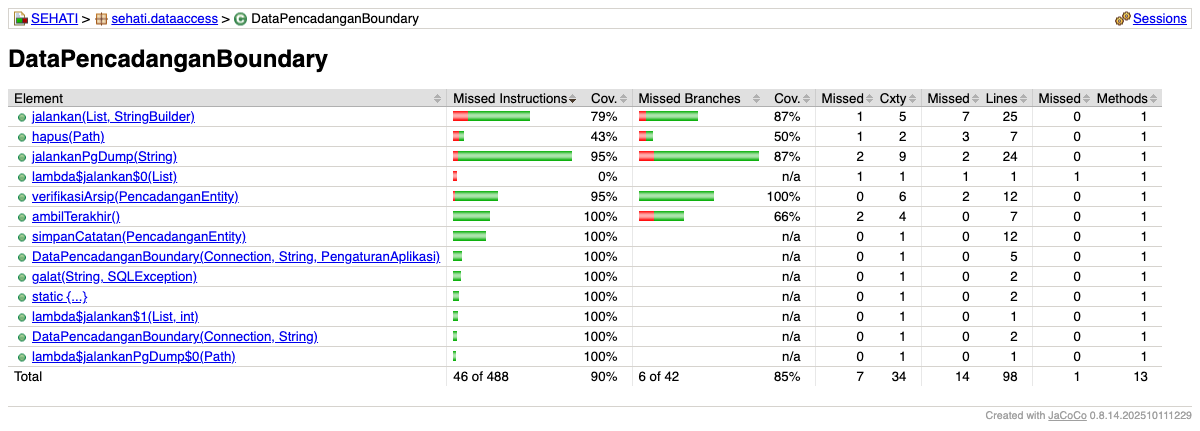 SEHATI > sehati.dataaccess > DataPencadanganBoundary Sessions
DataPencadanganBoundary
Element Missed Instructions Cov. Missed Branches Cov. Missed Cxty Missed Lines Missed Methods
jalankan(List, StringBuilder) 79% 87% 1 5 7 25 0 1
hapus(Path) 43% 50% 1 2 3 7 0 1
jalankanPgDump(String) 95% 87% 2 9 2 24 0 1
lambda$jalankan$0(List) 0% n/a 1 1 1 1 1 1
verifikasiArsip(PencadanganEntity) 95% 100% 0 6 2 12 0 1
ambilTerakhir() 100% 66% 2 4 0 7 0 1
simpanCatatan(PencadanganEntity) 100% n/a 0 1 0 12 0 1
DataPencadanganBoundary(Connection, String, PengaturanAplikasi) 100% n/a 0 1 0 5 0 1
galat(String, SQLException) 100% n/a 0 1 0 2 0 1
static {...} 100% n/a 0 1 0 2 0 1
lambda$jalankan$1(List, int) 100% n/a 0 1 0 1 0 1
DataPencadanganBoundary(Connection, String) 100% n/a 0 1 0 2 0 1
lambda$jalankanPgDump$0(Path) 100% n/a 0 1 0 1 0 1
Total 46 of 488 90% 6 of 42 85% 7 34 14 98 1 13
Created with JaCoCo 0.8.14.202510111229